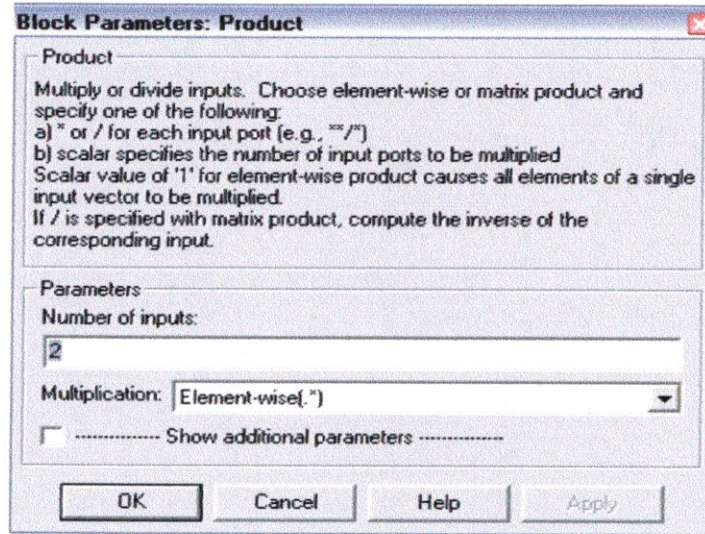 Block Parameters: Product
Product
Multiply or divide inputs. Choose element-wise or matrix product and
specify one of the following:
a) * or / for each input port (e.g., **/*)
b) scalar specifies the number of input ports to be multiplied
Scalar value of '1' for element-wise product causes all elements of a single
input vector to be multiplied.
If / is specified with matrix product, compute the inverse of the
corresponding input.
Parameters
Number of inputs:
2
Multiplication: Element-wise(.*)
--------------- Show additional parameters ---------------
OK Cancel Help Apply